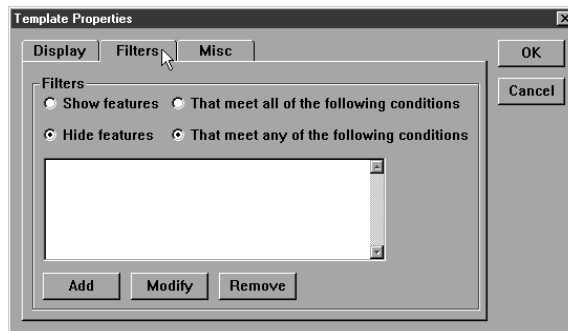 Template Properties
Display Filters Misc
OK
Cancel
Filters
Show features That meet all of the following conditions
Hide features That meet any of the following conditions
Add Modify Remove